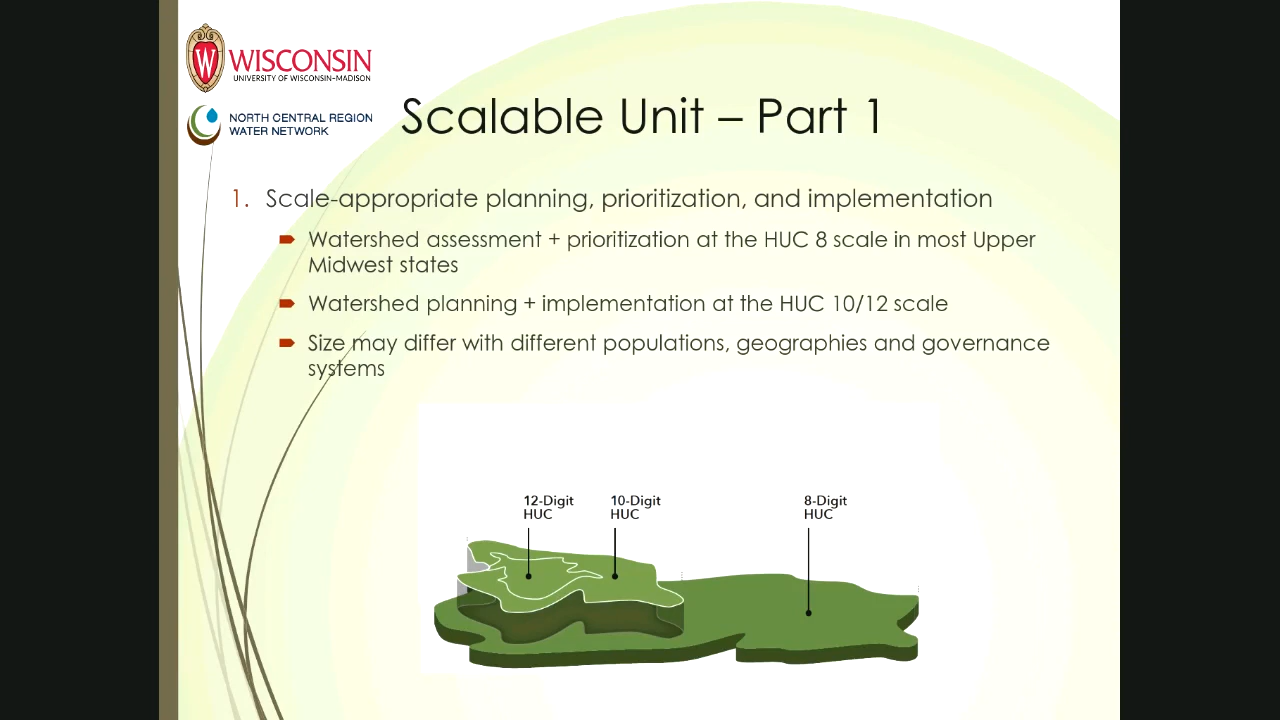 WISCONSIN
UNIVERSITY OF WISCONSIN-MADISON
NORTH CENTRAL REGION
WATER NETWORK
Scalable Unit – Part 1
1. Scale-appropriate planning, prioritization, and implementation
Watershed assessment + prioritization at the HUC 8 scale in most Upper
Midwest states
Watershed planning + implementation at the HUC 10/12 scale
Size may differ with different populations, geographies and governance
systems
12-Digit
HUC
10-Digit
HUC
8-Digit
HUC